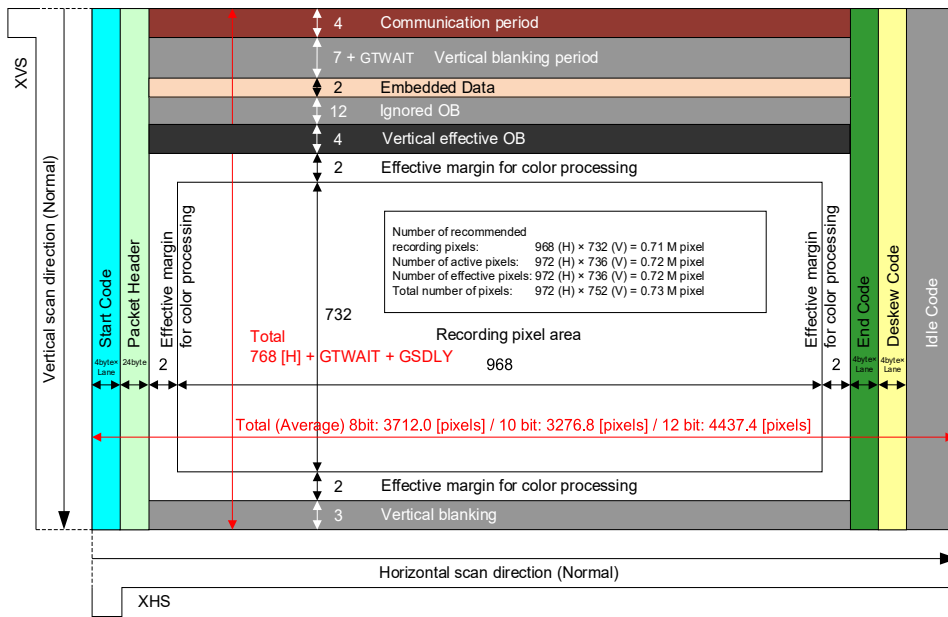 XVS
4 Communication period
7 + GTWAIT Vertical blanking period
2 Embedded Data
12 Ignored OB
4 Vertical effective OB
2 Effective margin for color processing
Vertical scan direction (Normal)
Start Code
Packet Header
Effective margin
for color processing
Number of recommended
recording pixels: 968 (H) × 732 (V) = 0.71 M pixel
Number of active pixels: 972 (H) × 736 (V) = 0.72 M pixel
Number of effective pixels: 972 (H) × 736 (V) = 0.72 M pixel
Total number of pixels: 972 (H) × 752 (V) = 0.73 M pixel
Effective margin
for color processing
End Code
Deskew Code
Idle Code
732
Total
768 [H] + GTWAIT + GSDLY
Recording pixel area
968
4byte×
Lane
24byte
2
2
4byte×
Lane
4byte×
Lane
Total (Average) 8bit: 3712.0 [pixels] / 10 bit: 3276.8 [pixels] / 12 bit: 4437.4 [pixels]
2 Effective margin for color processing
3 Vertical blanking
Horizontal scan direction (Normal)
XHS